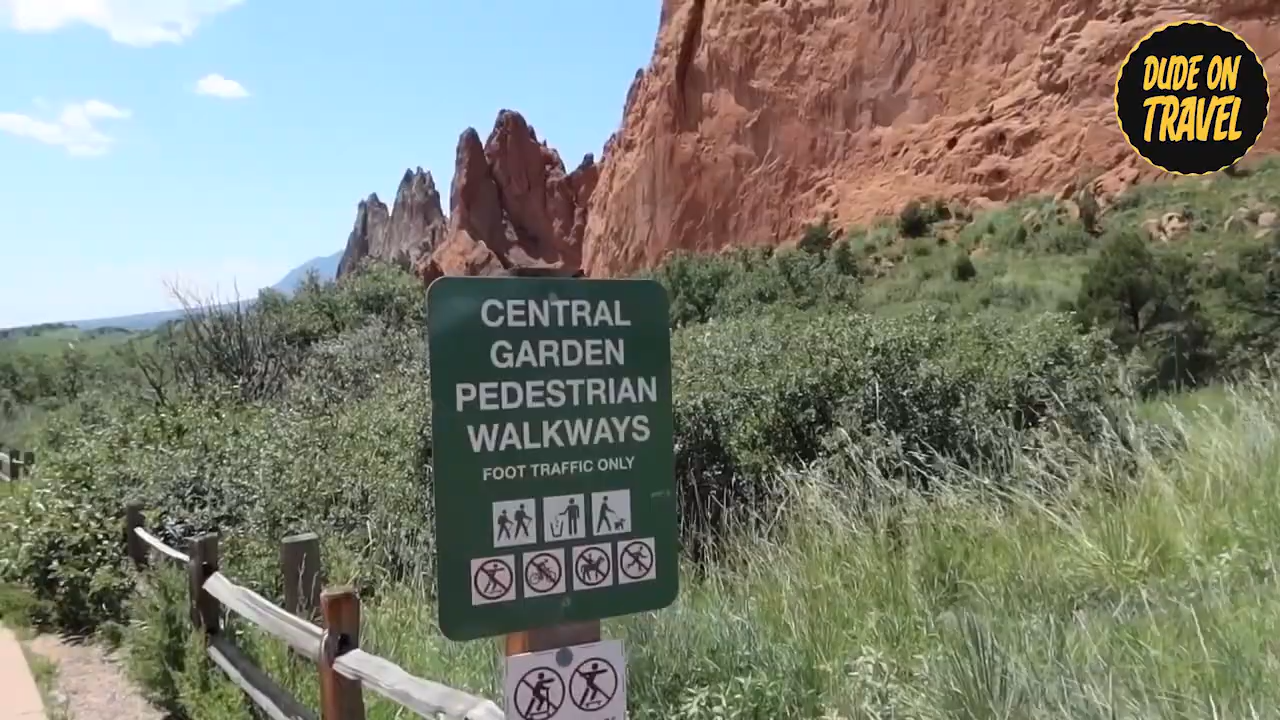 DUDE ON
TRAVEL
CENTRAL
GARDEN
PEDESTRIAN
WALKWAYS
FOOT TRAFFIC ONLY